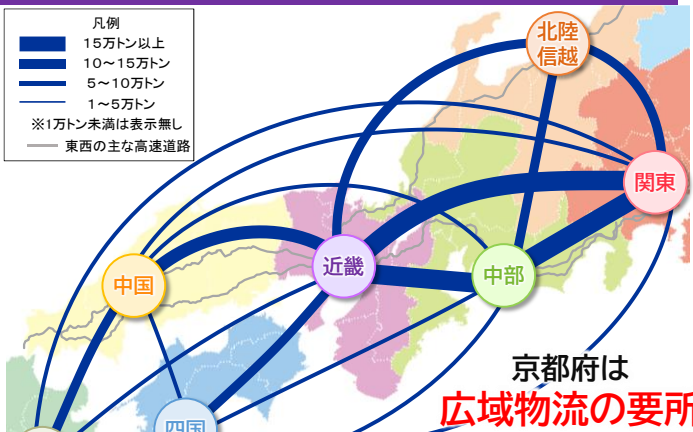 凡例
15万トン以上
10～15万トン
5～10万トン
1～5万トン
※1万トン未満は表示無し
東西の主な高速道路
北陸
信越
関東
近畿
中部
中国
四国
京都府は
広域物流の要所